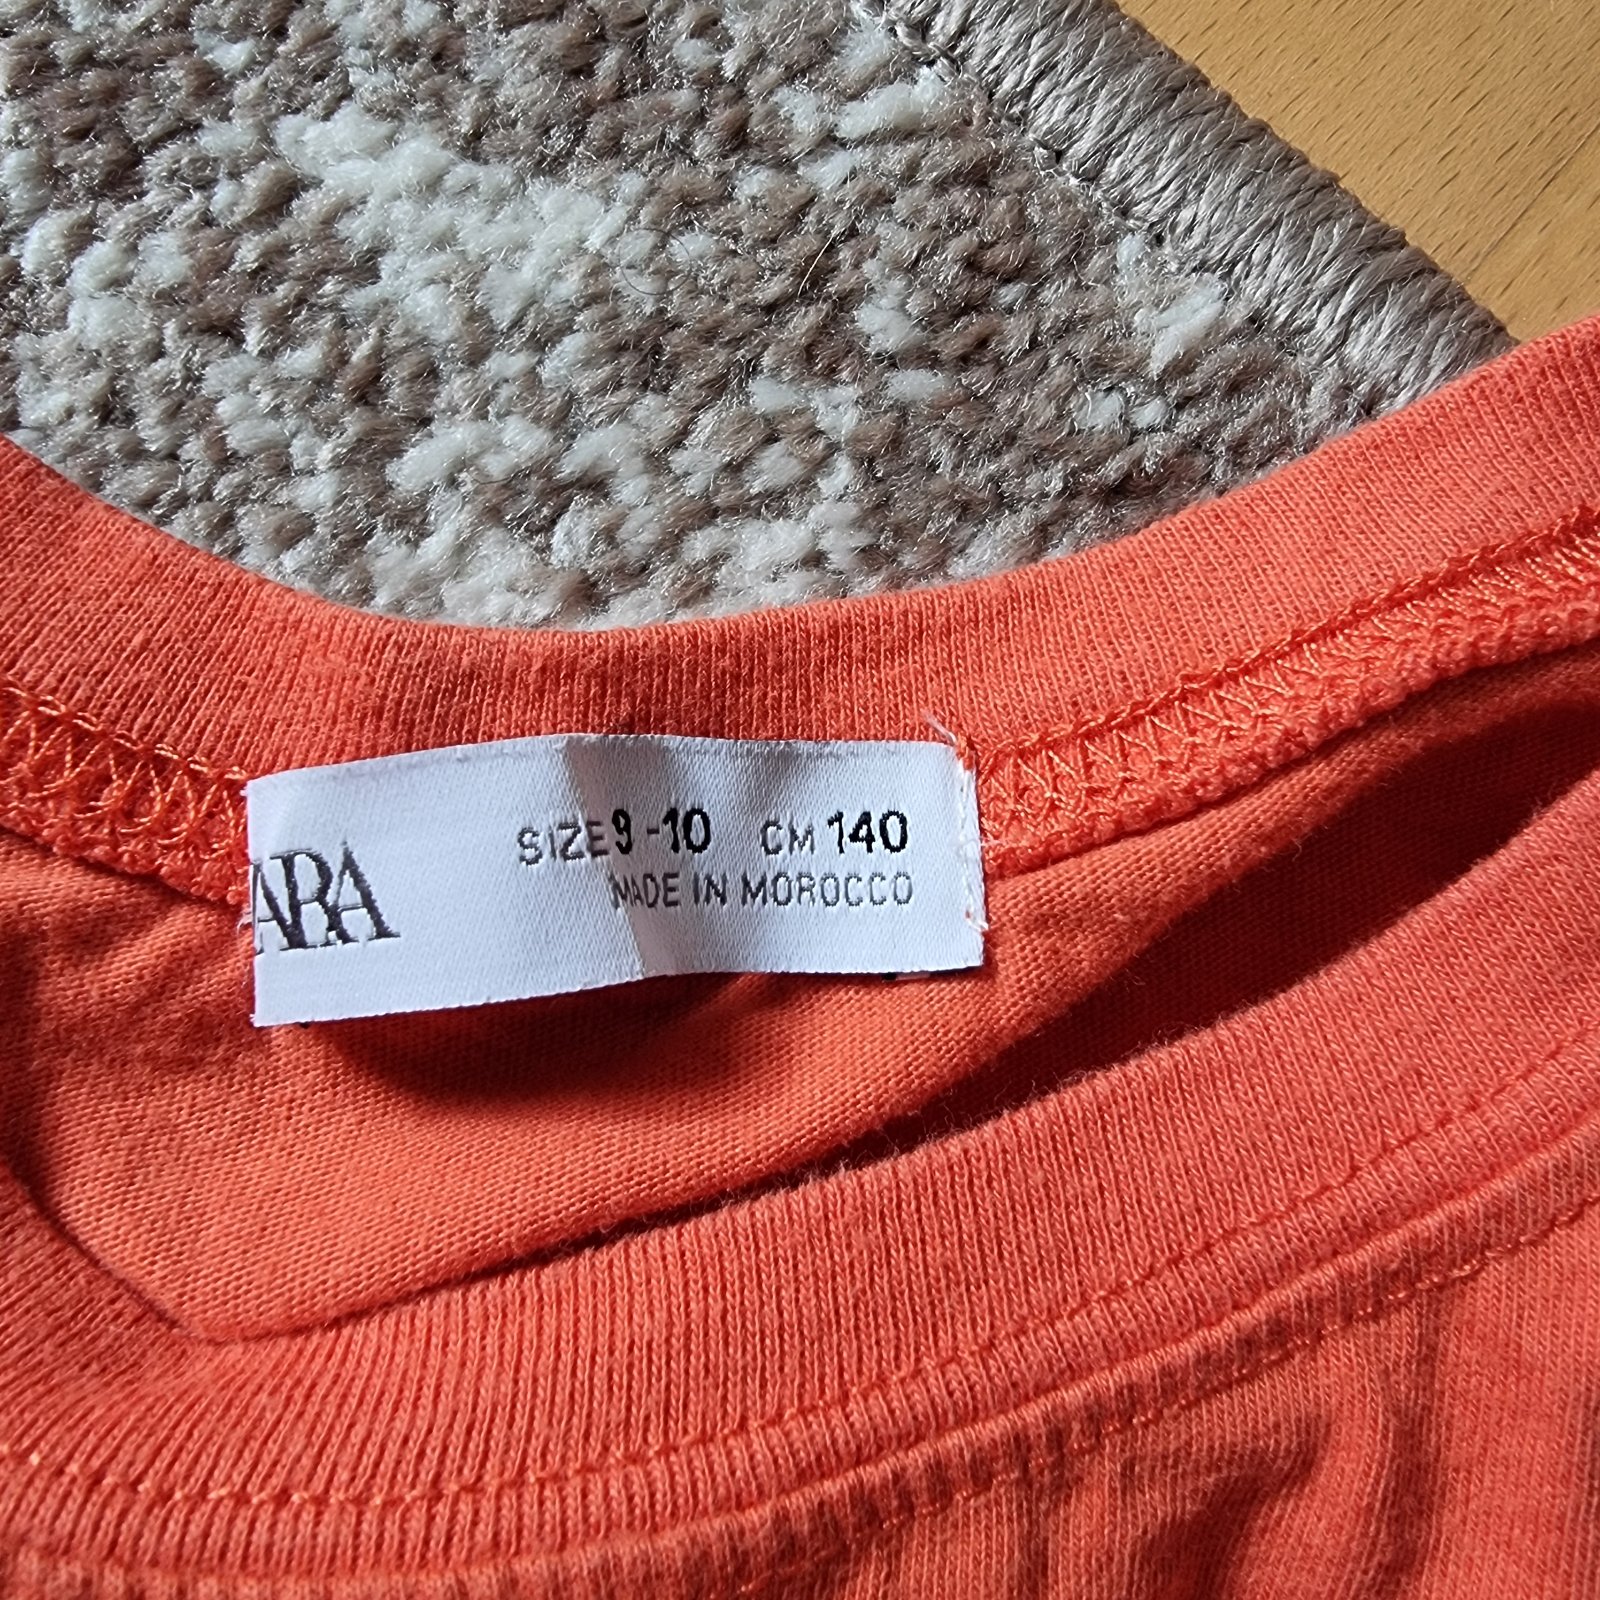 ARA
SIZE 9-10 CM 140
MADE IN MOROCCO